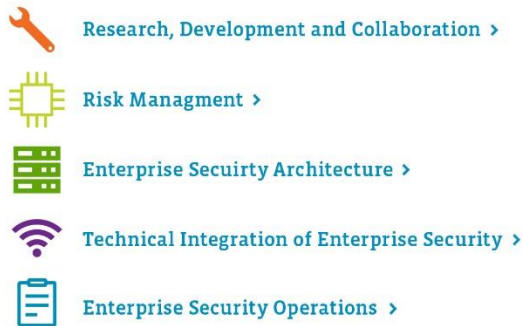 Research, Development and Collaboration >
Risk Managment >
Enterprise Secuirty Architecture >
Technical Integration of Enterprise Security >
Enterprise Security Operations >